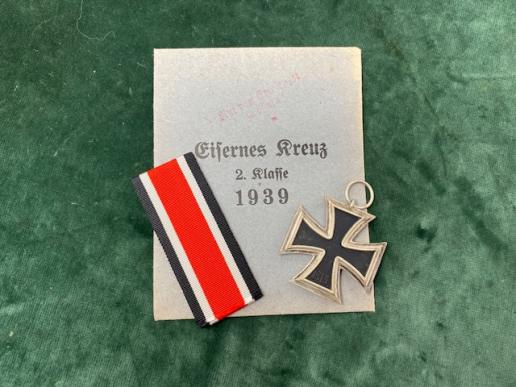 Eisernes Kreuz
2. Klasse
1939